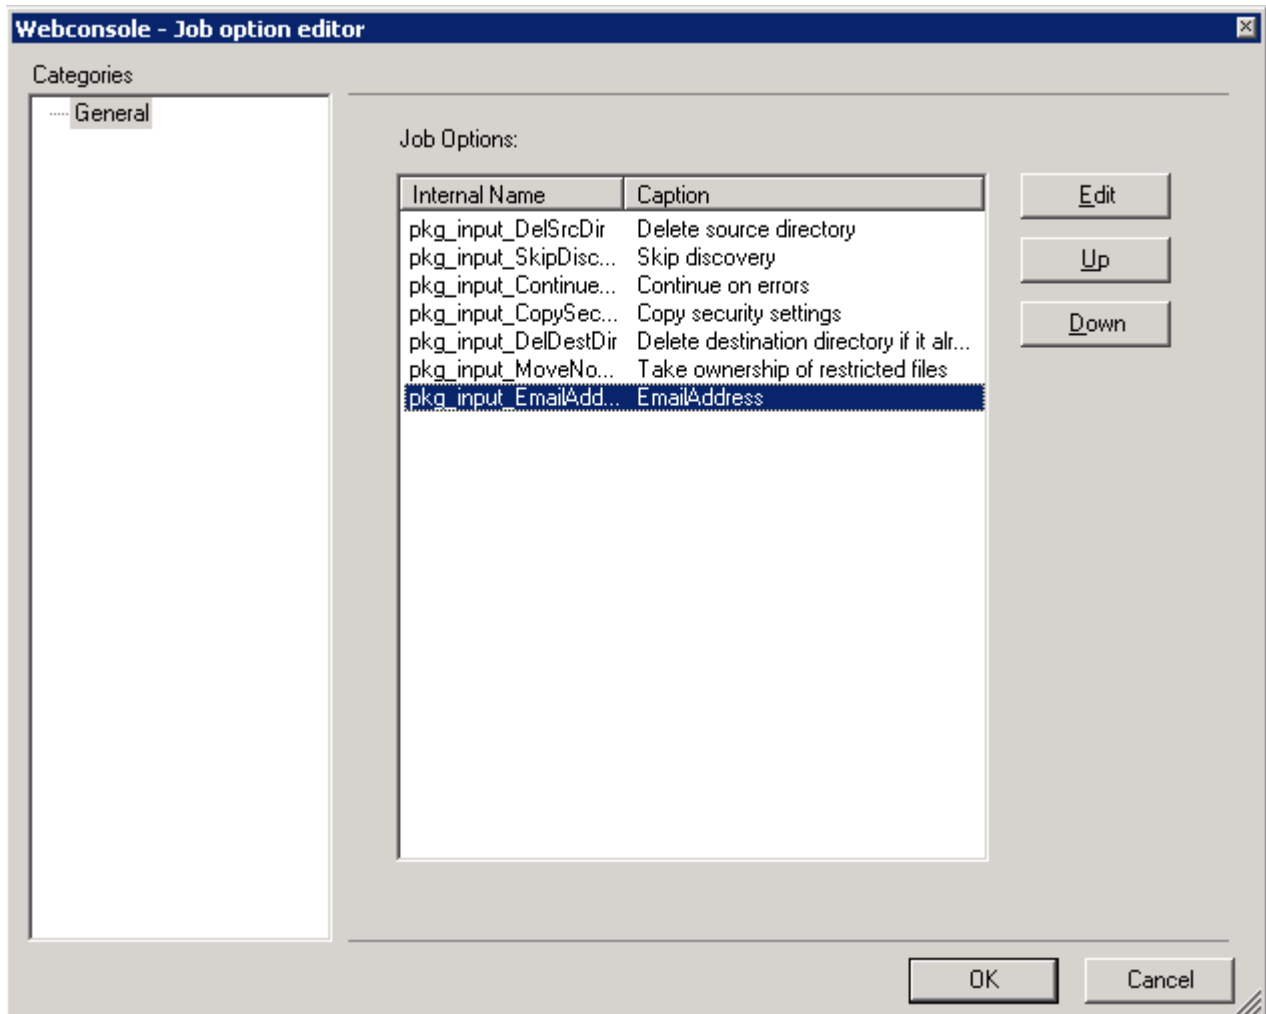 Webconsole - Job option editor
Categories
General
Job Options:
Internal Name Caption
pkg_input_DelSrcDir Delete source directory
pkg_input_SkipDisc... Skip discovery
pkg_input_Continue... Continue on errors
pkg_input_CopySec... Copy security settings
pkg_input_DelDestDir Delete destination directory if it alr...
pkg_input_MoveNo... Take ownership of restricted files
pkg_input_EmailAdd... EmailAddress
Edit
Up
Down
OK Cancel